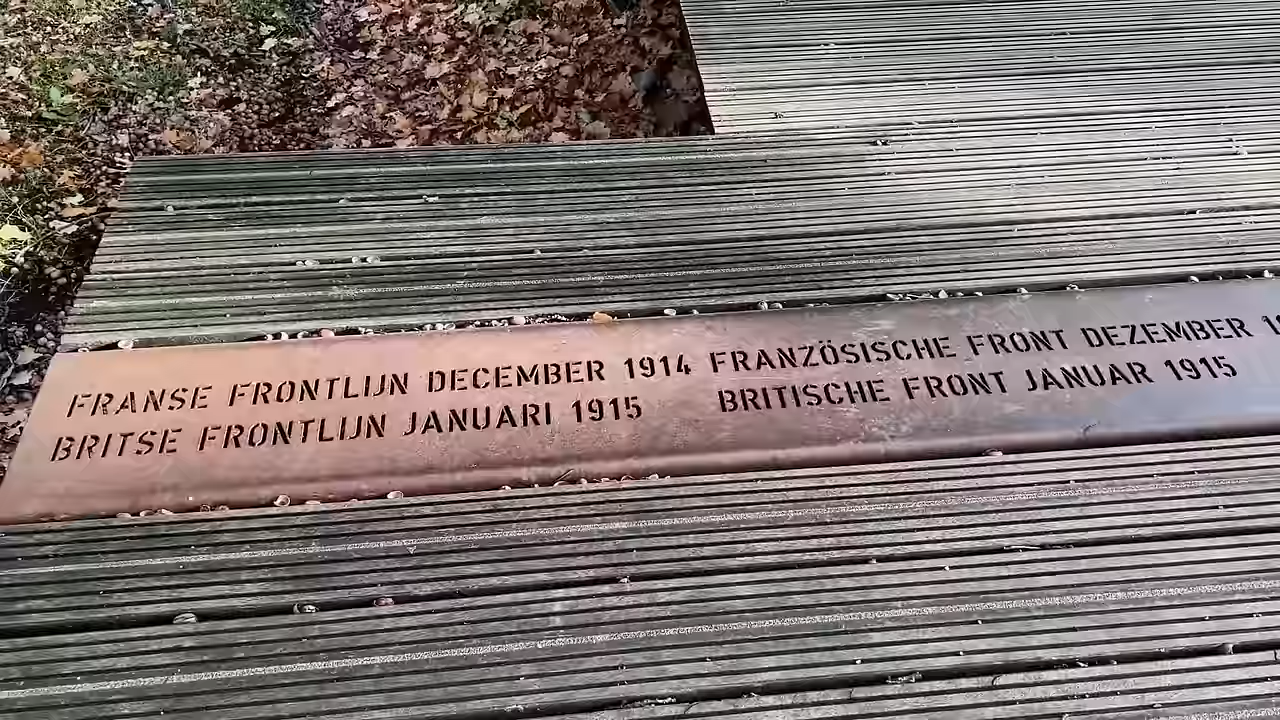 FRANSE FRONTLIJN DECEMBER 1914
BRITSE FRONTLIJN JANUARI 1915
FRANZÖSISCHE FRONT DEZEMBER
BRITISCHE FRONT JANUAR 1915